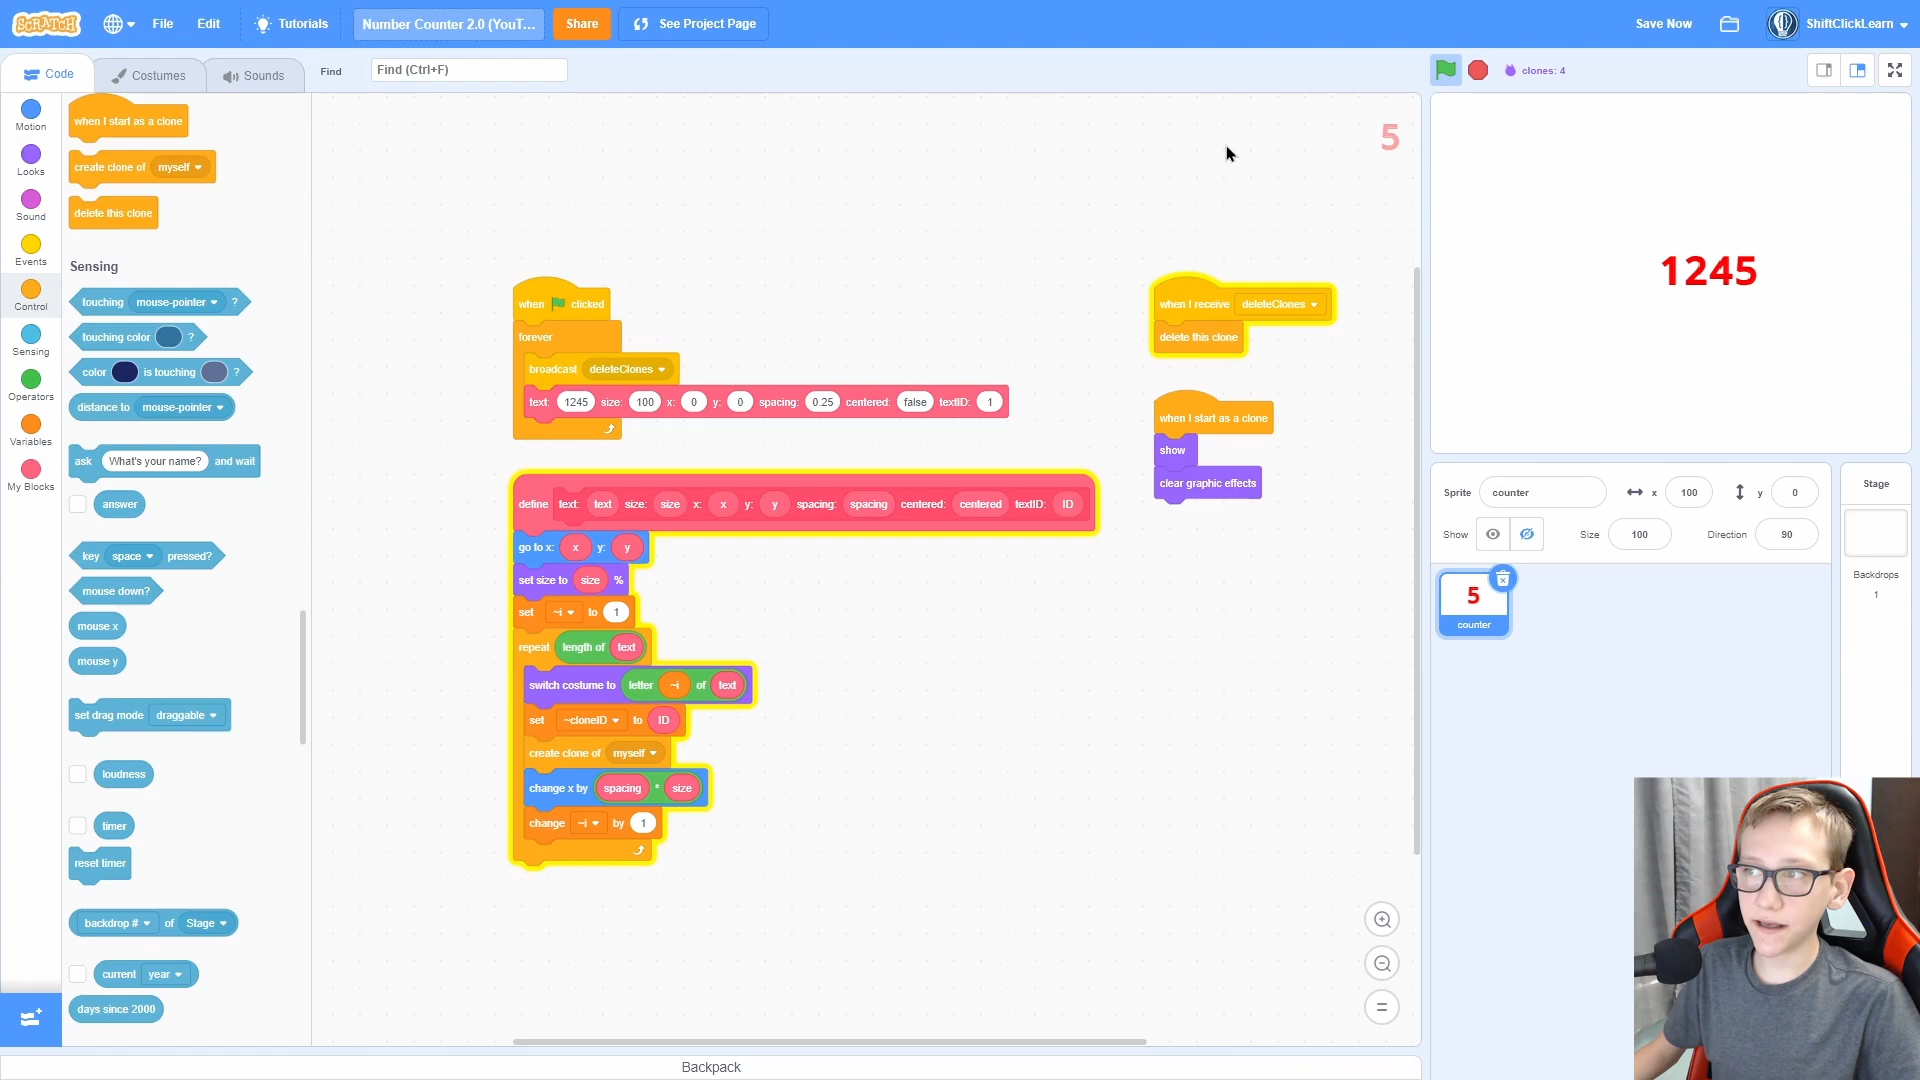 SCRATCH
File
Edit
Tutorials
Number Counter 2.0 (YouT...
Share
See Project Page
Save Now
ShiftClickLearn
Code
Costumes
Sounds
Find
Find (Ctrl+F)
clones: 4
Motion
Looks
Sound
Events
Control
Sensing
Operators
Variables
My Blocks
when I start as a clone
create clone of myself
delete this clone
Sensing
touching mouse-pointer ?
touching color ?
color is touching ?
distance to mouse-pointer
ask What's your name? and wait
answer
key space pressed?
mouse down?
mouse x
mouse y
set drag mode draggable
loudness
timer
reset timer
backdrop # of Stage
current year
days since 2000
5
when clicked
forever
broadcast deleteClones
text: 1245 size: 100 x: 0 y: 0 spacing: 0.25 centered: false textID: 1
define text: text size: size x: x y: y spacing: spacing centered: centered textID: ID
go to x: x y: y
set size to size %
set ~i to 1
repeat length of text
switch costume to letter ~i of text
set ~cloneID to ID
create clone of myself
change x by spacing * size
change ~i by 1
when I receive deleteClones
delete this clone
when I start as a clone
show
clear graphic effects
Backpack
1245
Sprite counter x 100 y 0
Show Size 100 Direction 90
5
counter
Stage
Backdrops
1